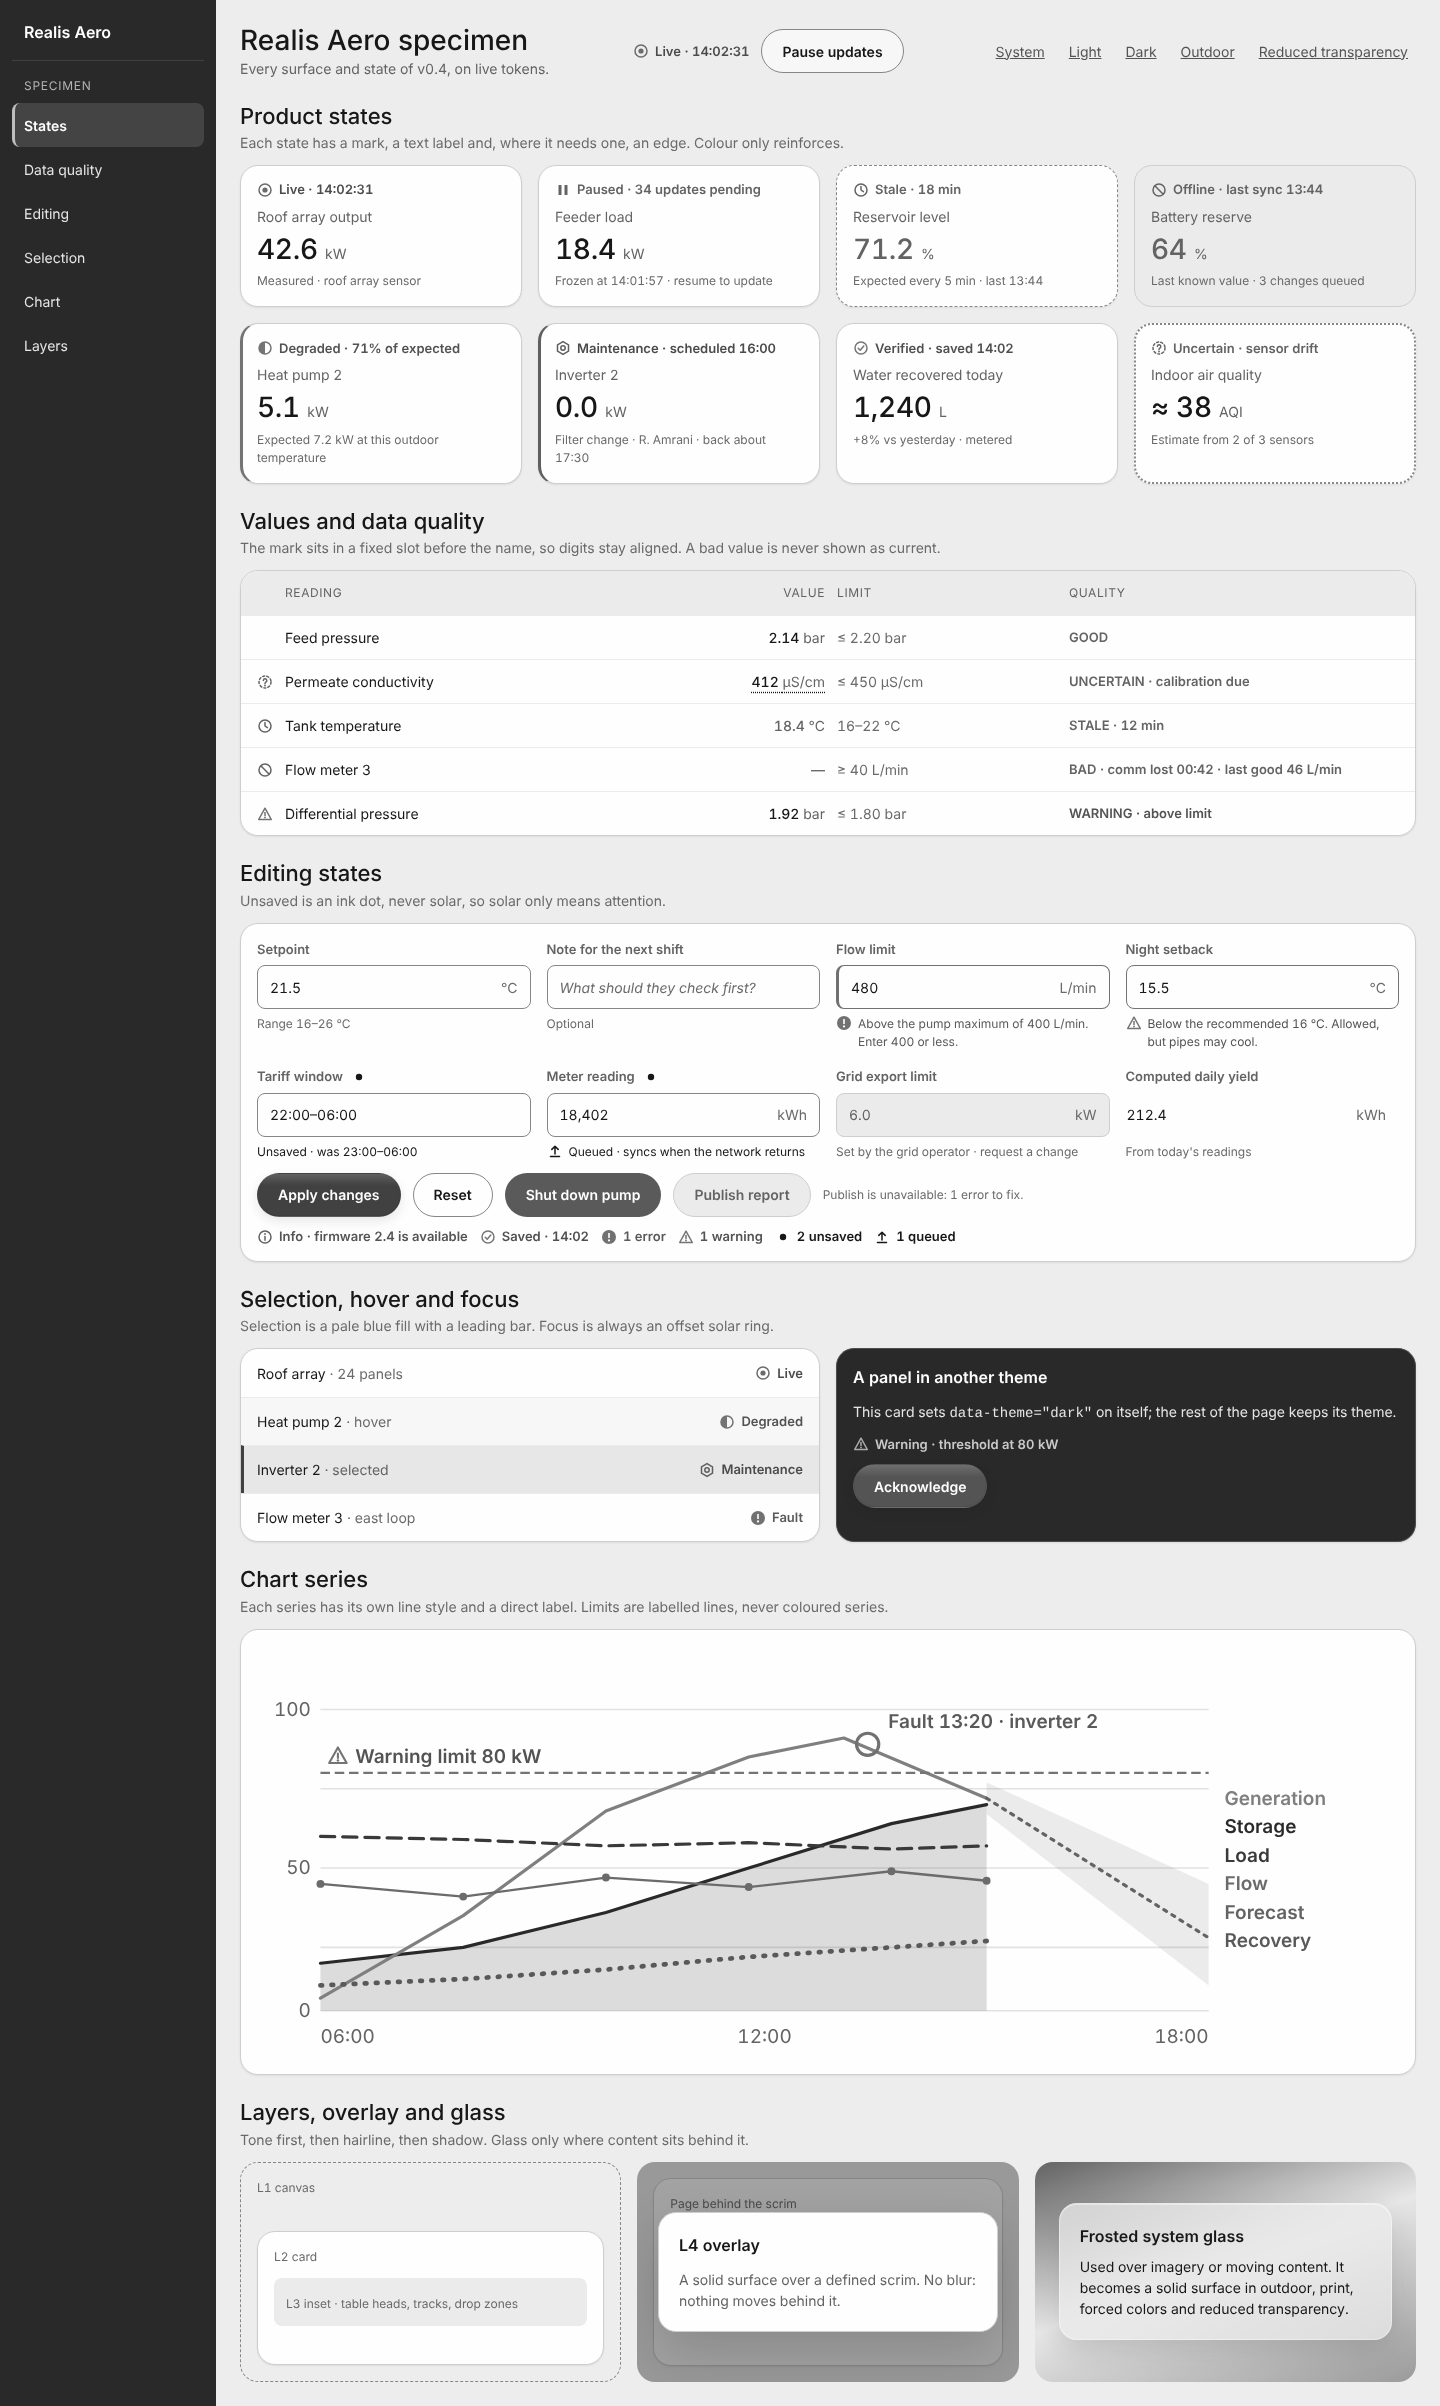 Realis Aero
SPECIMEN
States
Data quality
Editing
Selection
Chart
Layers
Realis Aero specimen
Every surface and state of v0.4, on live tokens.
Live · 14:02:31
Pause updates
System
Light
Dark
Outdoor
Reduced transparency
Product states
Each state has a mark, a text label and, where it needs one, an edge. Colour only reinforces.
Live · 14:02:31
Roof array output
42.6 kW
Measured · roof array sensor
Paused · 34 updates pending
Feeder load
18.4 kW
Frozen at 14:01:57 · resume to update
Stale · 18 min
Reservoir level
71.2 %
Expected every 5 min · last 13:44
Offline · last sync 13:44
Battery reserve
64 %
Last known value · 3 changes queued
Degraded · 71% of expected
Heat pump 2
5.1 kW
Expected 7.2 kW at this outdoor
temperature
Maintenance · scheduled 16:00
Inverter 2
0.0 kW
Filter change · R. Amrani · back about
17:30
Verified · saved 14:02
Water recovered today
1,240 L
+8% vs yesterday · metered
Uncertain · sensor drift
Indoor air quality
≈ 38 AQI
Estimate from 2 of 3 sensors
Values and data quality
The mark sits in a fixed slot before the name, so digits stay aligned. A bad value is never shown as current.
READING VALUE LIMIT QUALITY
Feed pressure 2.14 bar ≤ 2.20 bar GOOD
Permeate conductivity 412 µS/cm ≤ 450 µS/cm UNCERTAIN · calibration due
Tank temperature 18.4 °C 16–22 °C STALE · 12 min
Flow meter 3 — ≥ 40 L/min BAD · comm lost 00:42 · last good 46 L/min
Differential pressure 1.92 bar ≤ 1.80 bar WARNING · above limit
Editing states
Unsaved is an ink dot, never solar, so solar only means attention.
Setpoint
21.5 °C
Range 16–26 °C
Note for the next shift
What should they check first?
Optional
Flow limit
480 L/min
Above the pump maximum of 400 L/min.
Enter 400 or less.
Night setback
15.5 °C
Below the recommended 16 °C. Allowed,
but pipes may cool.
Tariff window
22:00–06:00
Unsaved · was 23:00–06:00
Meter reading
18,402 kWh
Queued · syncs when the network returns
Grid export limit
6.0 kW
Set by the grid operator · request a change
Computed daily yield
212.4 kWh
From today's readings
Apply changes
Reset
Shut down pump
Publish report
Publish is unavailable: 1 error to fix.
Info · firmware 2.4 is available
Saved · 14:02
1 error
1 warning
2 unsaved
1 queued
Selection, hover and focus
Selection is a pale blue fill with a leading bar. Focus is always an offset solar ring.
Roof array · 24 panels Live
Heat pump 2 · hover Degraded
Inverter 2 · selected Maintenance
Flow meter 3 · east loop Fault
A panel in another theme
This card sets data-theme="dark" on itself; the rest of the page keeps its theme.
Warning · threshold at 80 kW
Acknowledge
Chart series
Each series has its own line style and a direct label. Limits are labelled lines, never coloured series.
100
Fault 13:20 · inverter 2
Warning limit 80 kW
Generation
Storage
Load
50
Flow
Forecast
Recovery
0
06:00 12:00 18:00
Layers, overlay and glass
Tone first, then hairline, then shadow. Glass only where content sits behind it.
L1 canvas
L2 card
L3 inset · table heads, tracks, drop zones
Page behind the scrim
L4 overlay
A solid surface over a defined scrim. No blur:
nothing moves behind it.
Frosted system glass
Used over imagery or moving content. It
becomes a solid surface in outdoor, print,
forced colors and reduced transparency.